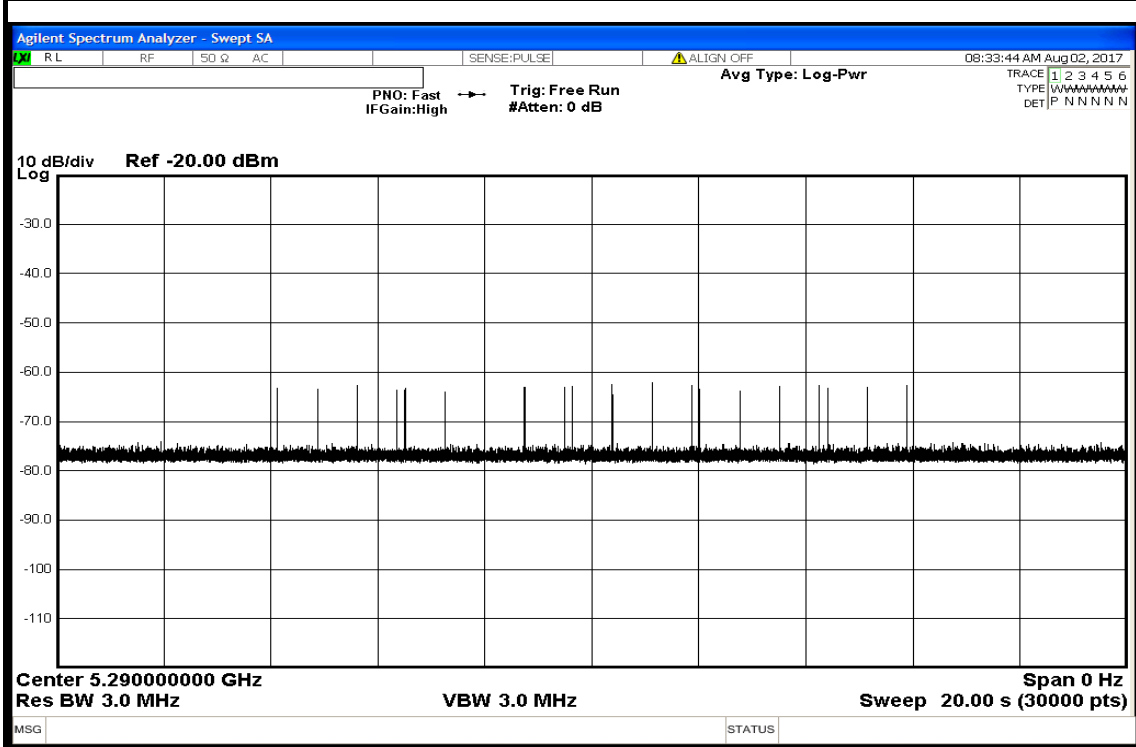 Agilent Spectrum Analyzer - Swept SA
LXI RL RF 50 Ω AC SENSE:PULSE ALIGN OFF 08:33:44 AM Aug 02, 2017
Avg Type: Log-Pwr TRACE 1 2 3 4 5 6
PNO: Fast Trig: Free Run TYPE WWWWWW
IFGain:High #Atten: 0 dB DET P N N N N N
10 dB/div Ref -20.00 dBm
Log
-30.0
-40.0
-50.0
-60.0
-70.0
-80.0
-90.0
-100
-110
Center 5.290000000 GHz Span 0 Hz
Res BW 3.0 MHz VBW 3.0 MHz Sweep 20.00 s (30000 pts)
MSG STATUS